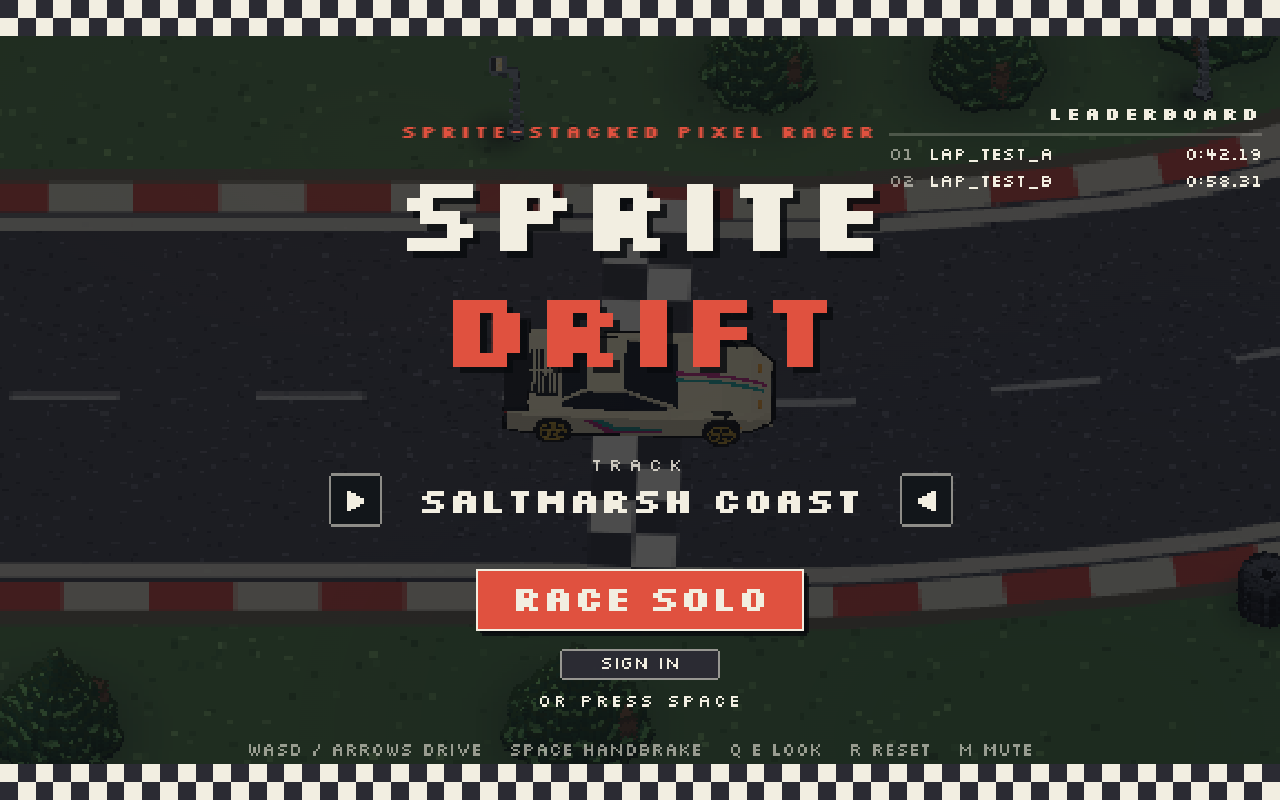 SPRITE-STACKED PIXEL RACER
SPRITE
DRIFT
LEADERBOARD
01 LAP_TEST_A 0:42.19
02 LAP_TEST_B 0:58.31
TRACK
SALTMARSH COAST
RACE SOLO
SIGN IN
OR PRESS SPACE
WASD / ARROWS DRIVE SPACE HANDBRAKE Q E LOOK R RESET M MUTE